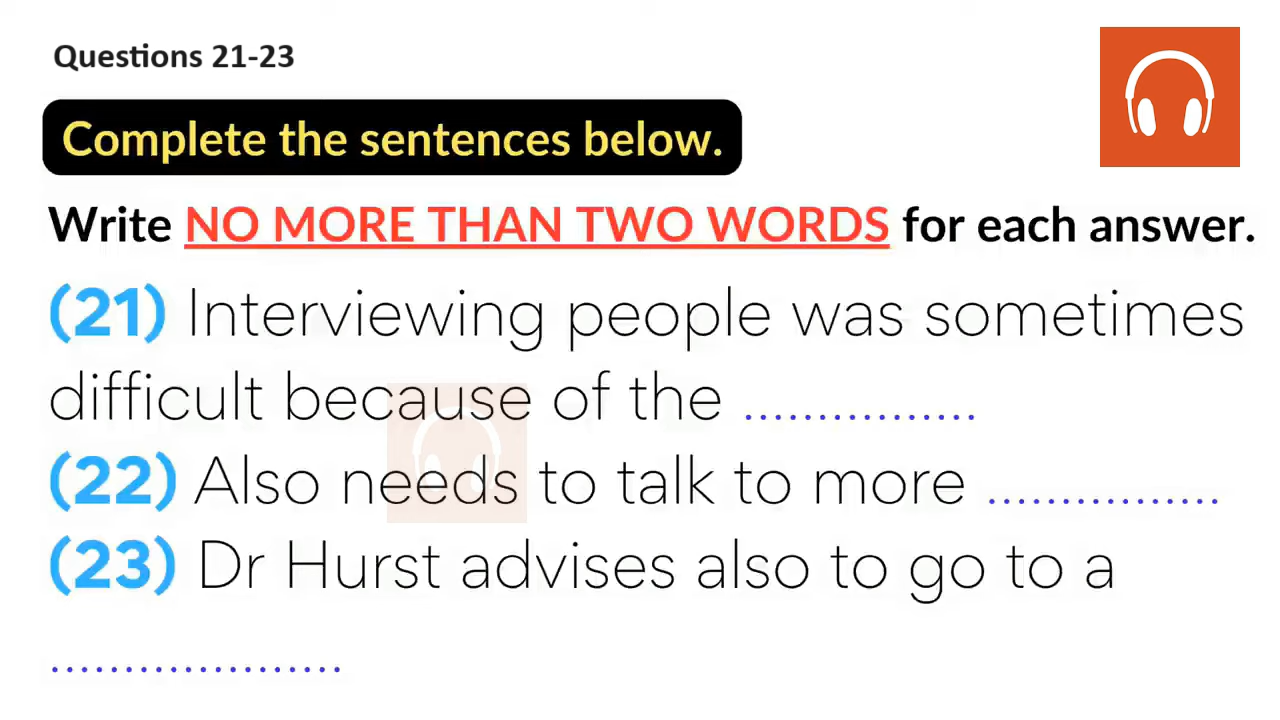 Questions 21-23
Complete the sentences below.
Write NO MORE THAN TWO WORDS for each answer.
(21) Interviewing people was sometimes
difficult because of the ................
(22) Also needs to talk to more ................
(23) Dr Hurst advises also to go to a
....................